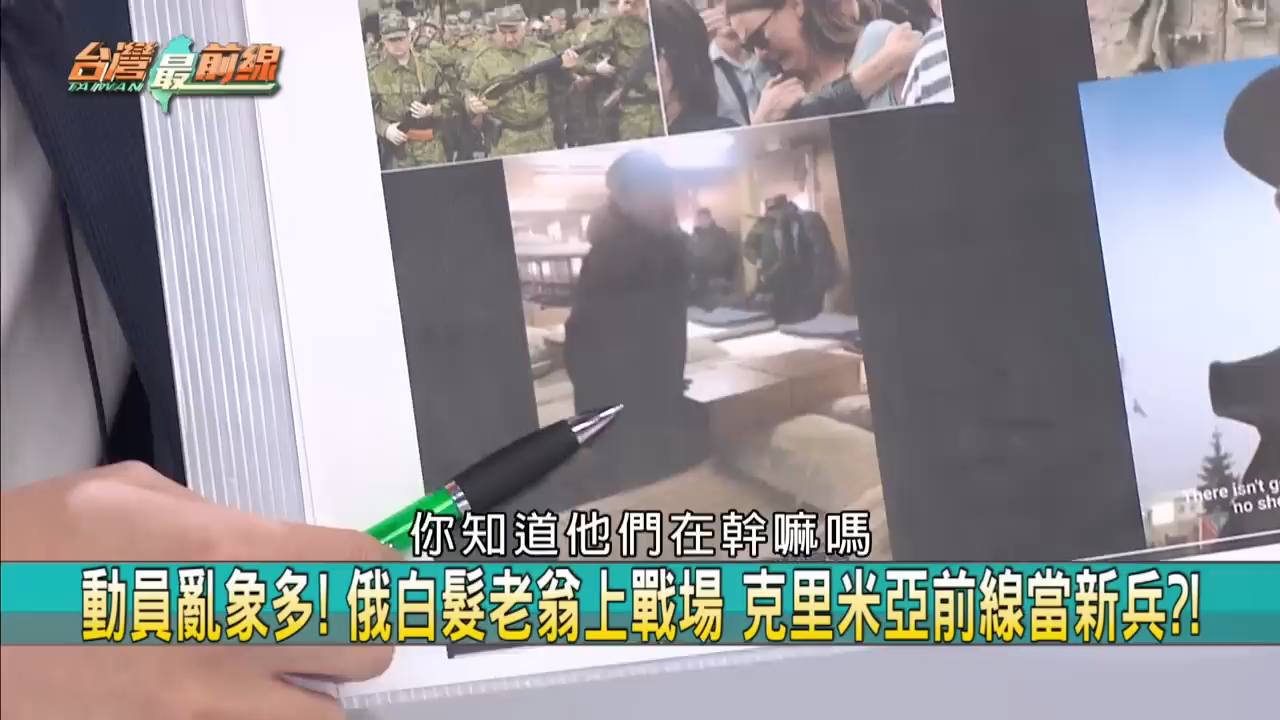 台灣最前線
TAIWAN
There isn't g
no sh
你知道他們在幹嘛嗎
動員亂象多! 俄白髮老翁上戰場 克里米亞前線當新兵?!